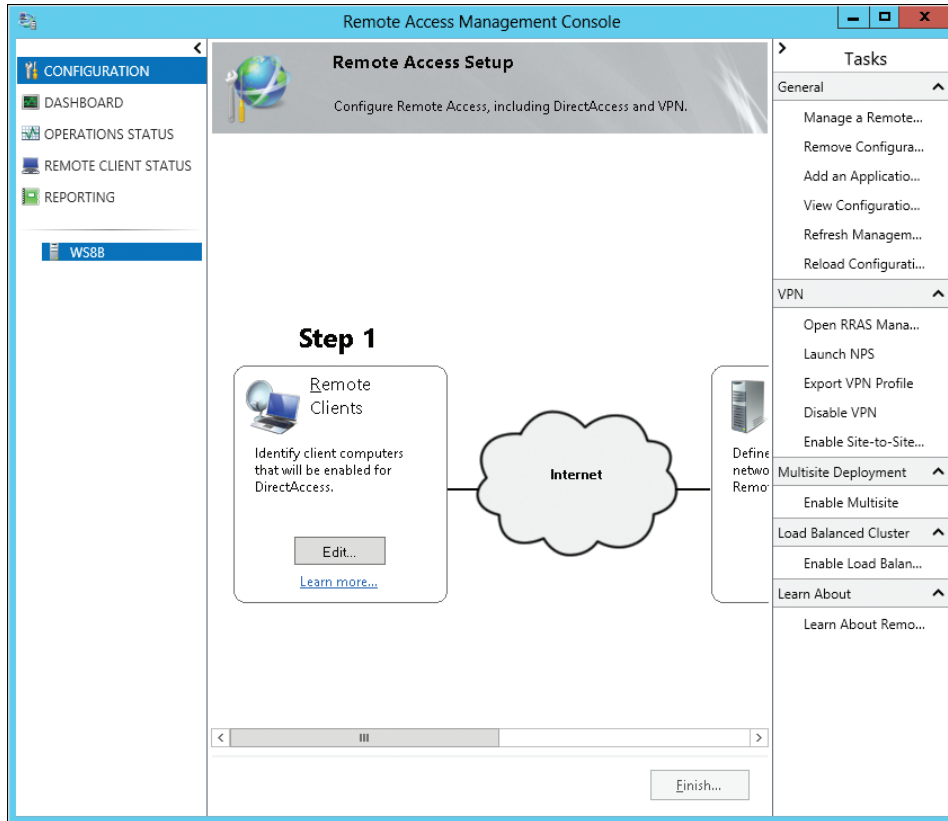 Remote Access Management Console
CONFIGURATION
DASHBOARD
OPERATIONS STATUS
REMOTE CLIENT STATUS
REPORTING
WS8B
Remote Access Setup
Configure Remote Access, including DirectAccess and VPN.
Step 1
Remote
Clients
Identify client computers
that will be enabled for
DirectAccess.
Edit...
Learn more...
Internet
Define
netwo
Remo
Finish...
Tasks
General
Manage a Remote...
Remove Configura...
Add an Applicatio...
View Configuratio...
Refresh Managem...
Reload Configurati...
VPN
Open RRAS Mana...
Launch NPS
Export VPN Profile
Disable VPN
Enable Site-to-Site...
Multisite Deployment
Enable Multisite
Load Balanced Cluster
Enable Load Balan...
Learn About
Learn About Remo...